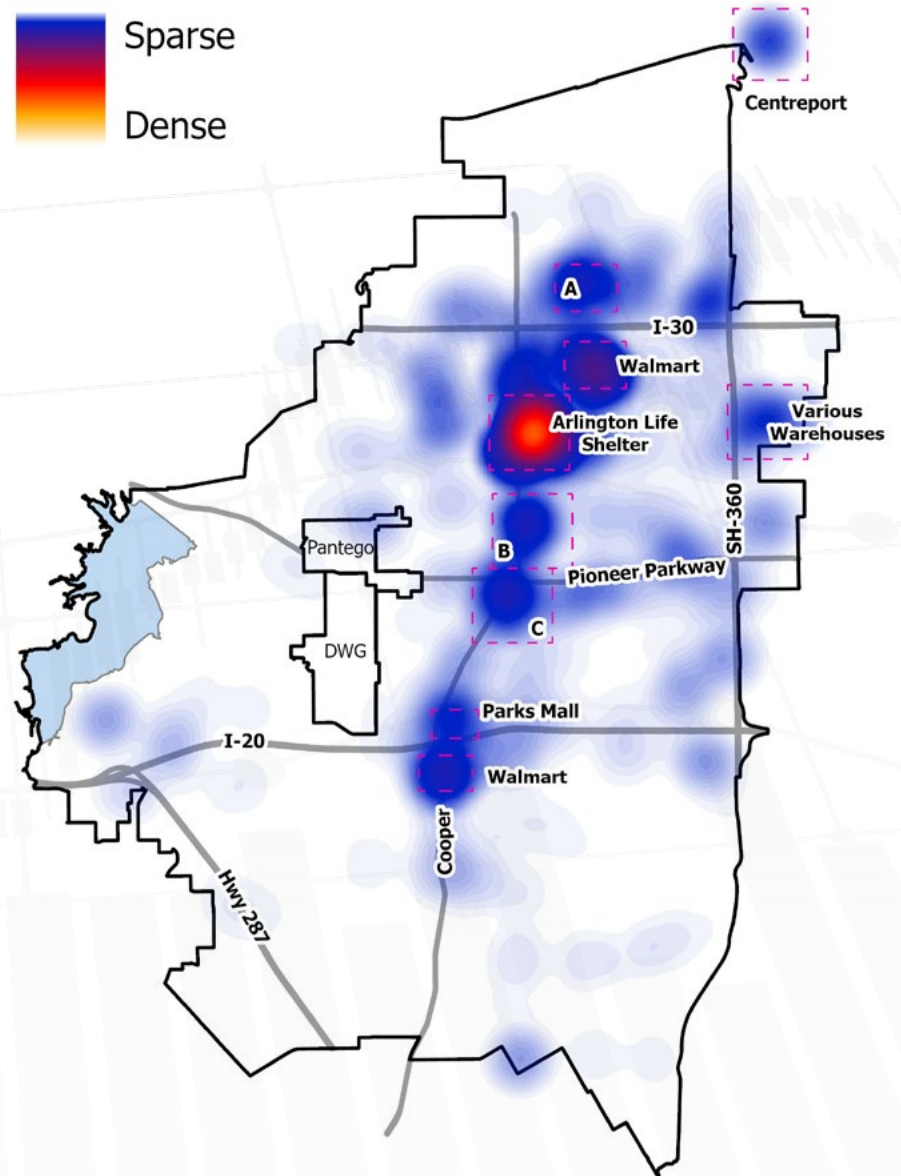 Sparse
Dense
Centreport
A
I-30
Walmart
Various
Warehouses
Arlington Life
Shelter
SH-360
B
Pantego
Pioneer Parkway
C
DWG
Parks Mall
I-20
Walmart
Cooper
Hwy 287